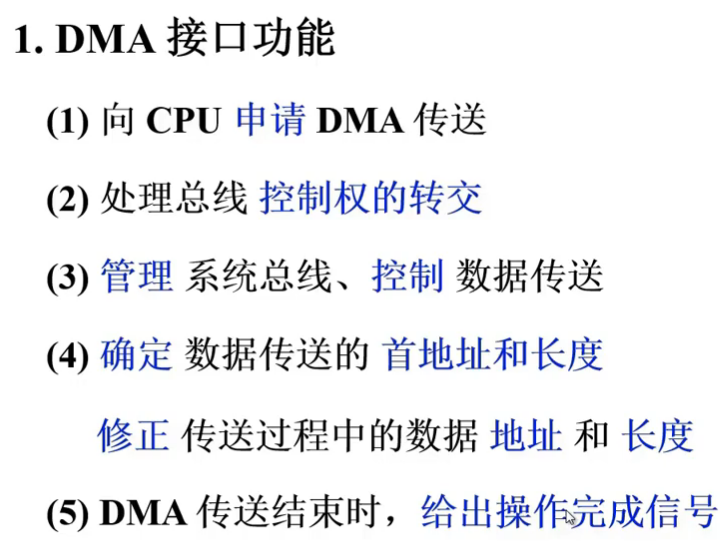 1. DMA 接口功能
(1) 向 CPU 申请 DMA 传送
(2) 处理总线 控制权的转交
(3) 管理 系统总线、控制 数据传送
(4) 确定 数据传送的 首地址和长度
修正 传送过程中的数据 地址 和 长度
(5) DMA 传送结束时，给出操作完成信号